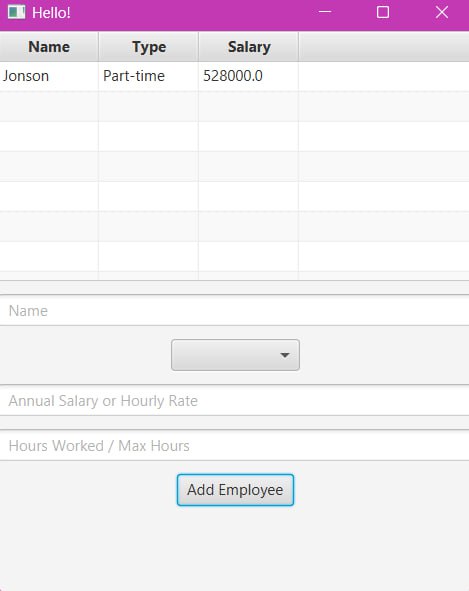 Hello!
Name Type Salary
Jonson Part-time 528000.0
Name
Annual Salary or Hourly Rate
Hours Worked / Max Hours
Add Employee